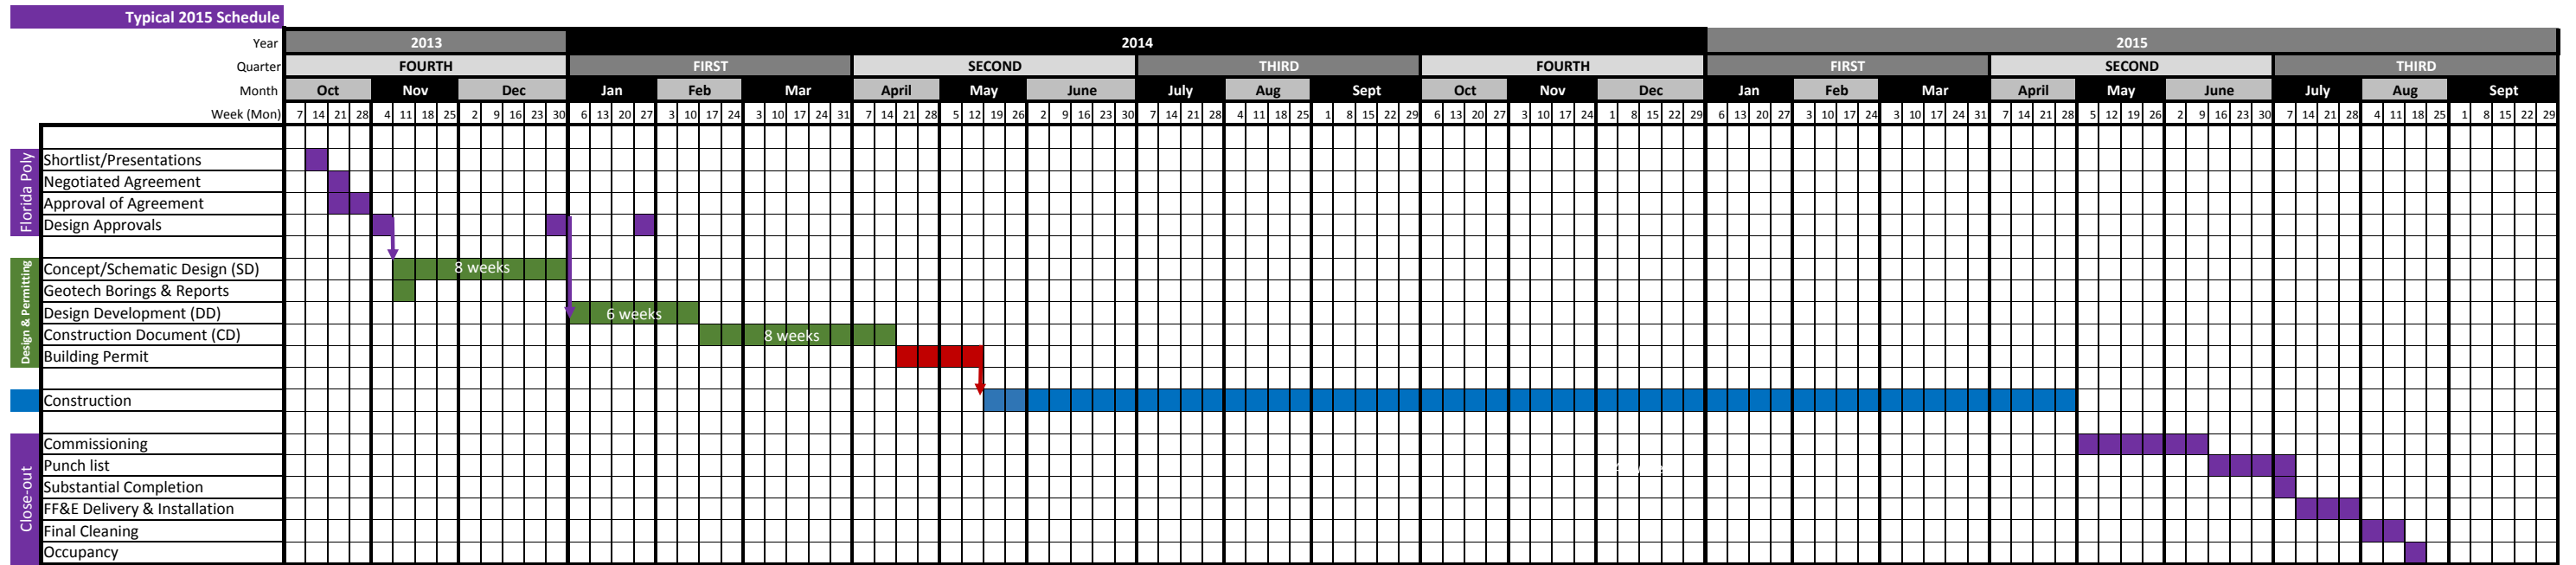 Typical 2015 Schedule
Year 2013 2014 2015
Quarter FOURTH FIRST SECOND THIRD FOURTH FIRST SECOND THIRD
Month Oct Nov Dec Jan Feb Mar April May June July Aug Sept Oct Nov Dec Jan Feb Mar April May June July Aug Sept
Week (Mon) 7 14 21 28 4 11 18 25 2 9 16 23 30 6 13 20 27 3 10 17 24 3 10 17 24 31 7 14 21 28 5 12 19 26 2 9 16 23 30 7 14 21 28 4 11 18 25 1 8 15 22 29 6 13 20 27 3 10 17 24 1 8 15 22 29 6 13 20 27 3 10 17 24 3 10 17 24 31 7 14 21 28 5 12 19 26 2 9 16 23 30 7 14 21 28 4 11 18 25 1 8 15 22 29
Florida Poly
Shortlist/Presentations
Negotiated Agreement
Approval of Agreement
Design Approvals
Design & Permitting
Concept/Schematic Design (SD) 8 weeks
Geotech Borings & Reports
Design Development (DD) 6 weeks
Construction Document (CD) 8 weeks
Building Permit
Construction
Close-out
Commissioning
Punch list
Substantial Completion
FF&E Delivery & Installation
Final Cleaning
Occupancy